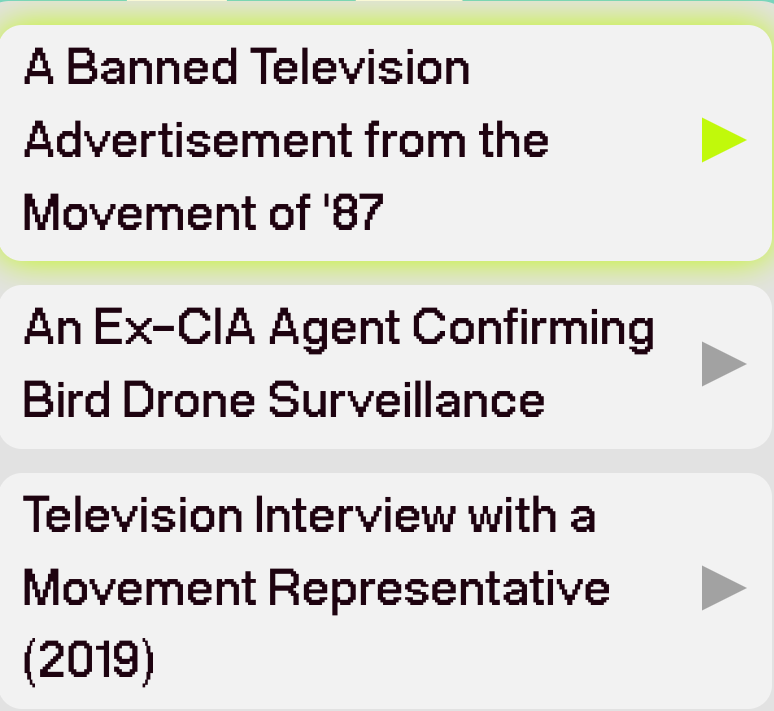 A Banned Television
Advertisement from the
Movement of '87
An Ex-CIA Agent Confirming
Bird Drone Surveillance
Television Interview with a
Movement Representative
(2019)